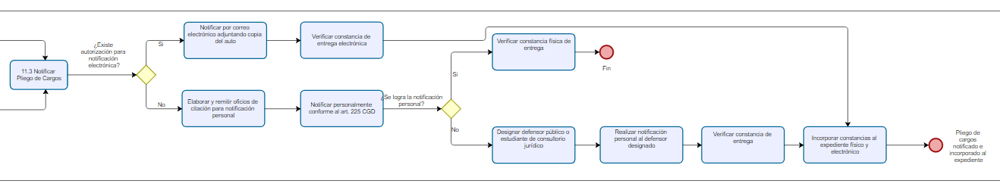 11.3 Notificar
Pliego de Cargos
¿Existe
autorización para
notificación
electrónica?
Si
Notificar por correo
electrónico adjuntando copia
del auto
Verificar constancia de
entrega electrónica
No
Elaborar y remitir oficios de
citación para notificación
personal
Notificar personalmente
conforme al art. 225 CGD
¿Se logra la notificación
personal?
Si
Verificar constancia física de
entrega
Fin
No
Designar defensor público o
estudiante de consultorio
jurídico
Realizar notificación
personal al defensor
designado
Verificar constancia de
entrega
Incorporar constancias al
expediente físico y
electrónico
Pliego de
cargos
notificado e
incorporado al
expediente